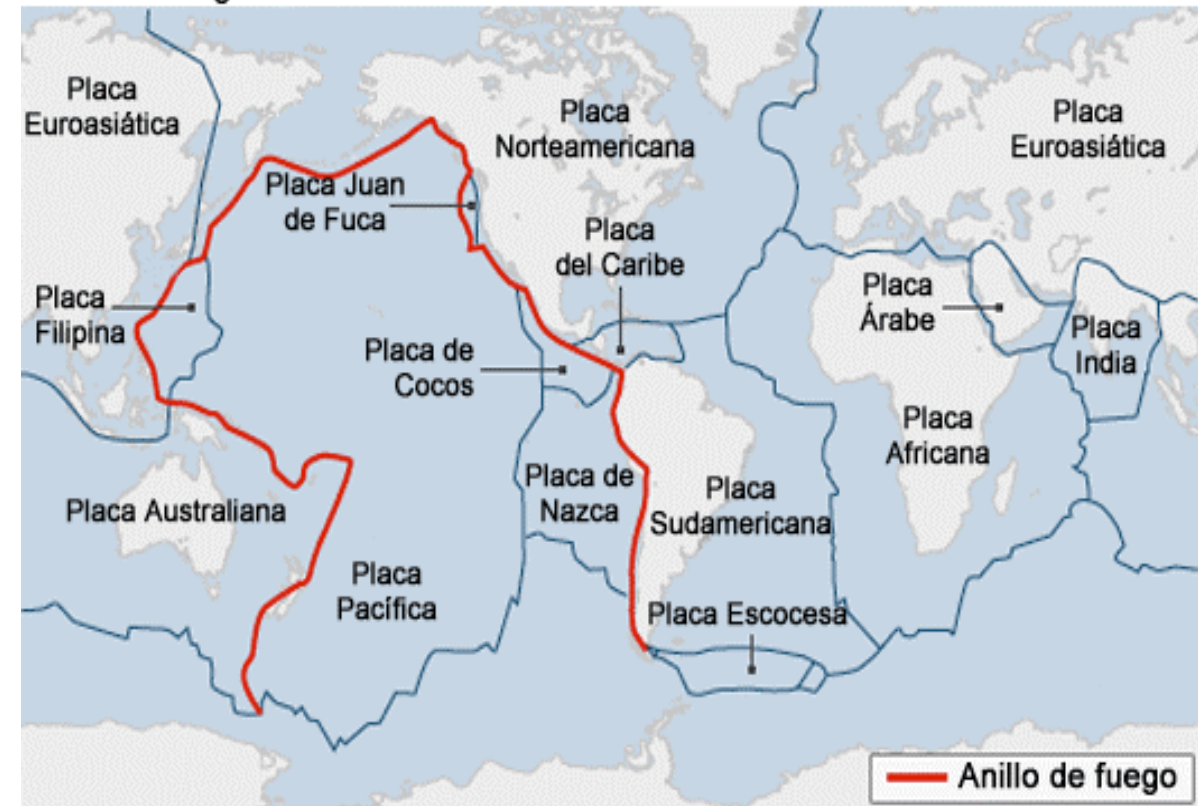 Placa
Euroasiática
Placa
Norteamericana
Placa
Euroasiática
Placa Juan
de Fuca
Placa
del Caribe
Placa
Filipina
Placa
Árabe
Placa
India
Placa de
Cocos
Placa
Africana
Placa Australiana
Placa de
Nazca
Placa
Sudamericana
Placa
Pacífica
Placa Escocesa
Anillo de fuego